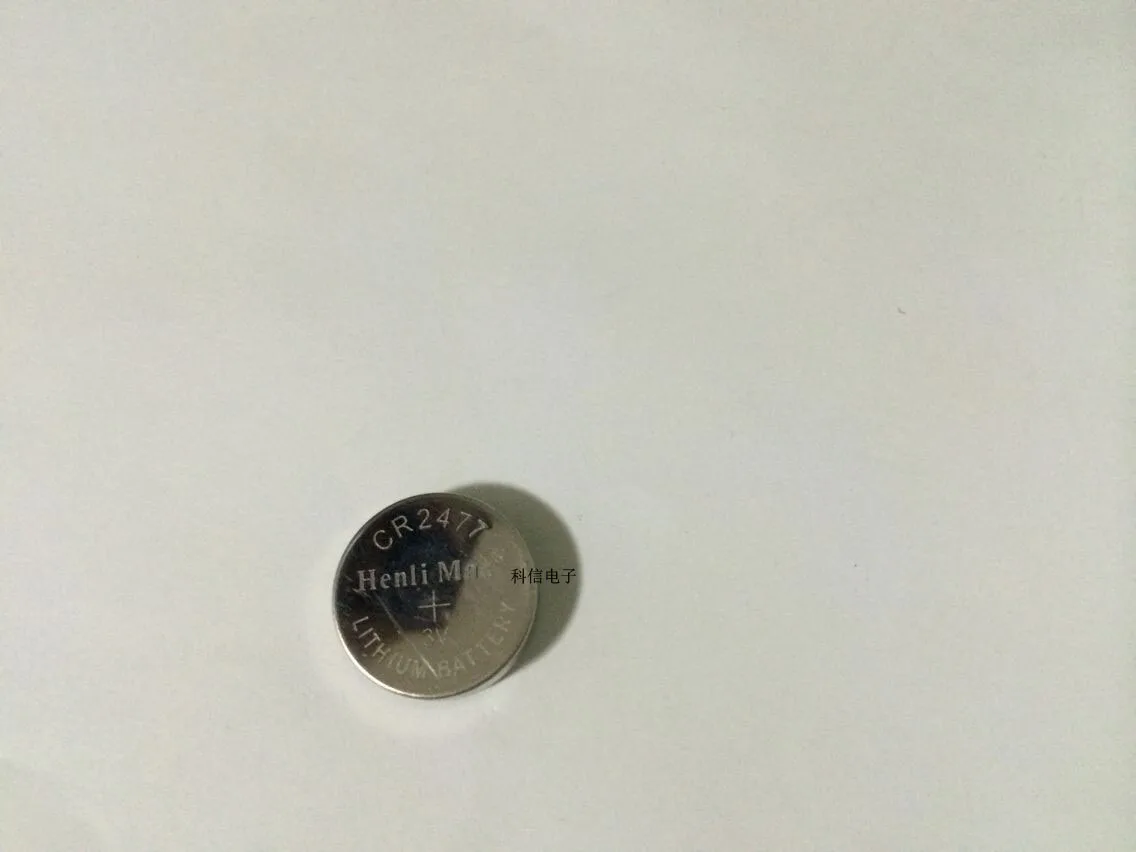 CR2477
Henli
科信电子
+
3V
LITHIUM BATTERY